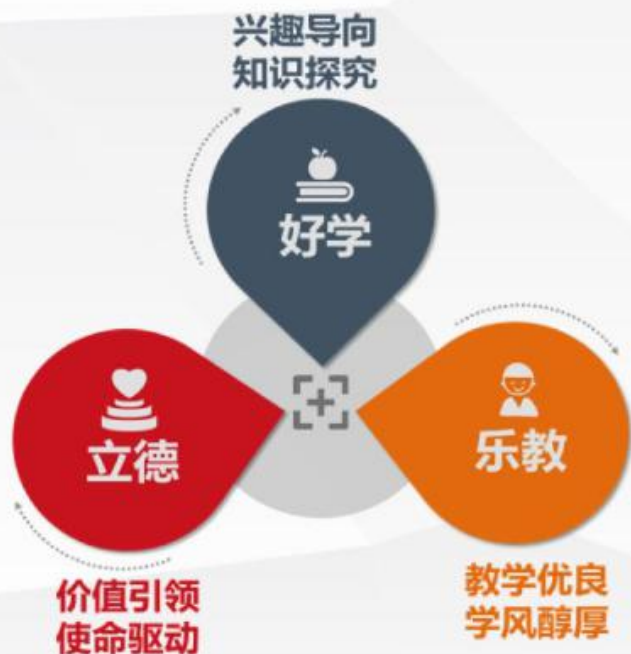 兴趣导向
知识探究
好学
立德
乐教
价值引领
使命驱动
教学优良
学风醇厚